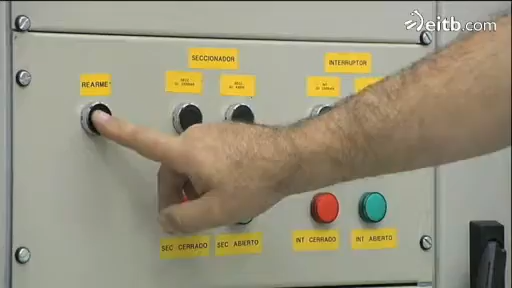 eitb.com
SECCIONADOR
INTERRUPTOR
REARME
SEC CERRADO
SEC ABIERTO
INT CERRADO
INT ABIERTO